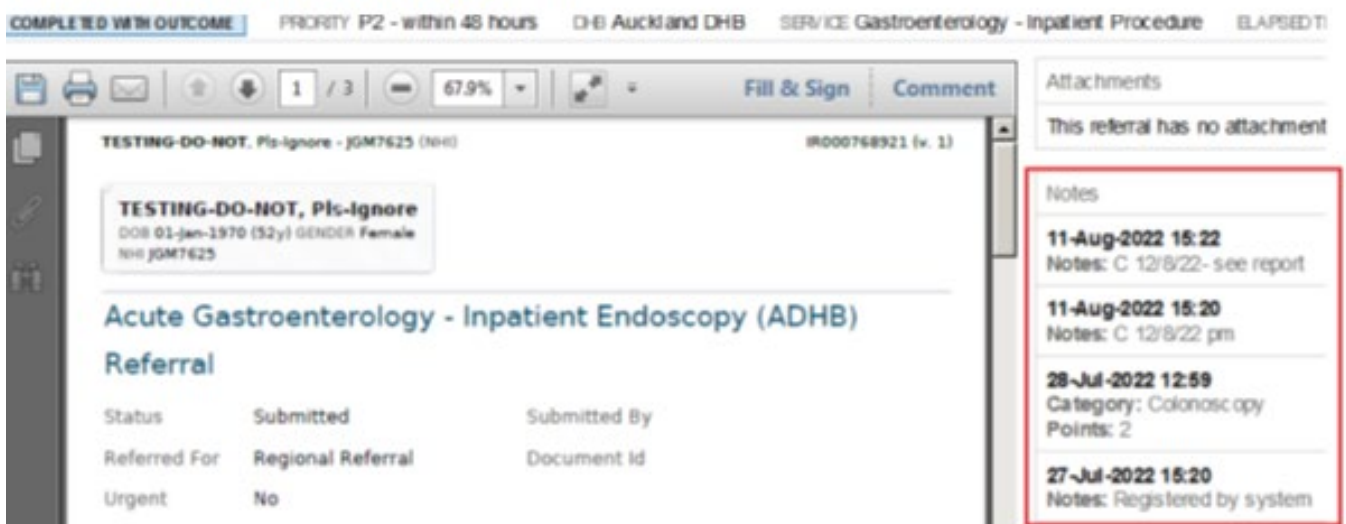 COMPLETED WITH OUTCOME PRIORITY P2 - within 48 hours DHB Auckland DHB SERVICE Gastroenterology - Inpatient Procedure ELAPSED TI
1 / 3 67.9% Fill & Sign Comment
TESTING-DO-NOT, Pls-Ignore - JGM7625 (NHI) IR000768921 (v. 1)
TESTING-DO-NOT, Pls-Ignore
DOB 01-Jan-1970 (52y) GENDER Female
NHI JGM7625
Acute Gastroenterology - Inpatient Endoscopy (ADHB)
Referral
Status Submitted Submitted By
Referred For Regional Referral Document Id
Urgent No
Attachments
This referral has no attachment
Notes
11-Aug-2022 15:22
Notes: C 12/8/22- see report
11-Aug-2022 15:20
Notes: C 12/8/22 pm
28-Jul-2022 12:59
Category: Colonoscopy
Points: 2
27-Jul-2022 15:20
Notes: Registered by system